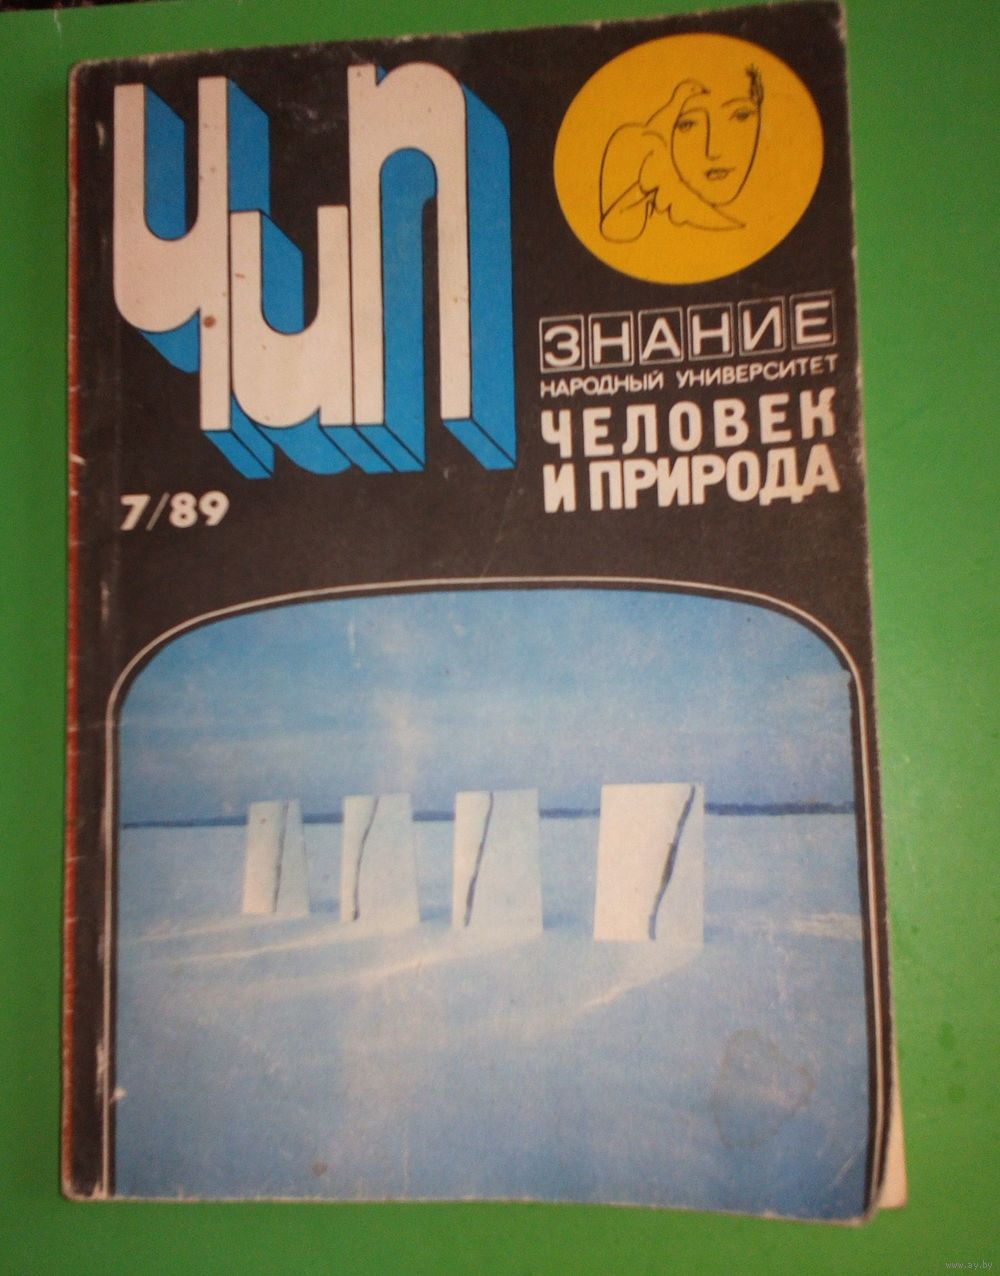 ЧиП
ЗНАНИЕ
НАРОДНЫЙ УНИВЕРСИТЕТ
ЧЕЛОВЕК
И ПРИРОДА
7/89
www.ay.by